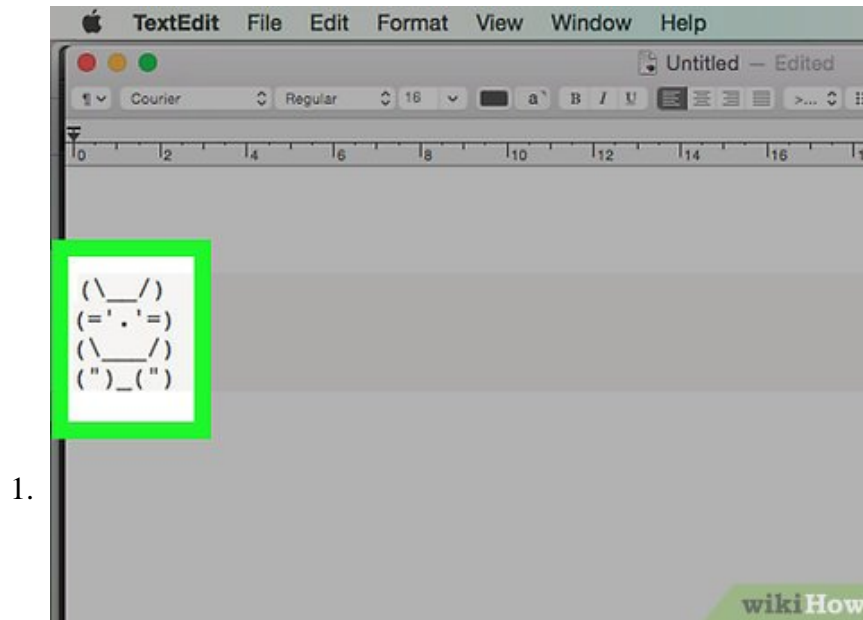 TextEdit File Edit Format View Window Help
Untitled — Edited
¶ Courier Regular 16 a B I U >...
0 2 4 6 8 10 12 14 16
(\__/)
(='.'=)
(\___/)
(")_(")
1.
wikiHow